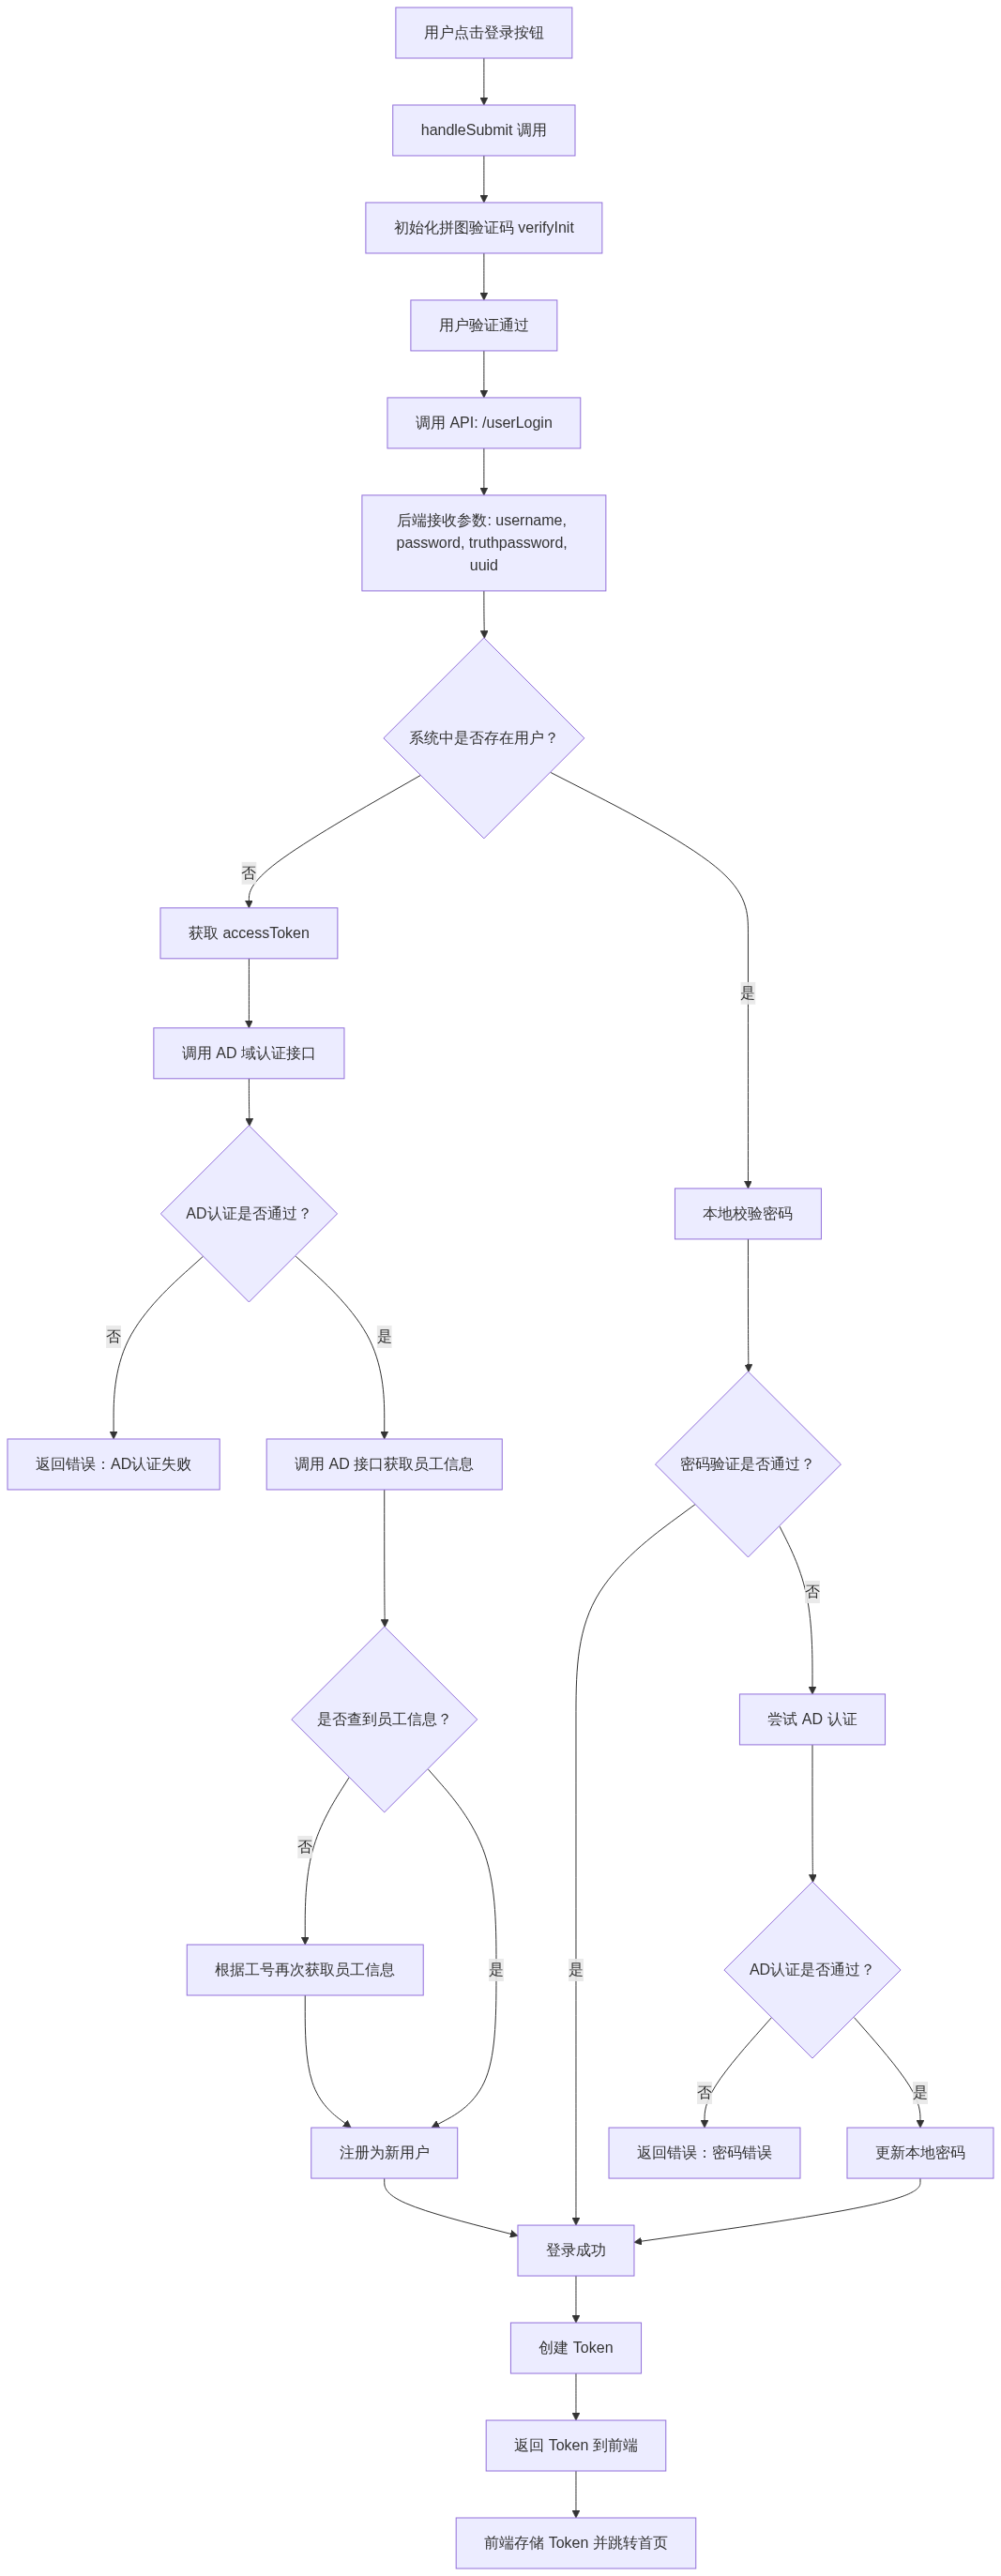 用户点击登录按钮
handleSubmit 调用
初始化拼图验证码 verifyInit
用户验证通过
调用 API: /userLogin
后端接收参数: username,
password, truthpassword,
uuid
系统中是否存在用户？
否
是
获取 accessToken
调用 AD 域认证接口
AD认证是否通过？
本地校验密码
否
是
返回错误：AD认证失败
调用 AD 接口获取员工信息
密码验证是否通过？
否
是否查到员工信息？
尝试 AD 认证
否
根据工号再次获取员工信息
是
是
AD认证是否通过？
否
是
注册为新用户
返回错误：密码错误
更新本地密码
登录成功
创建 Token
返回 Token 到前端
前端存储 Token 并跳转首页